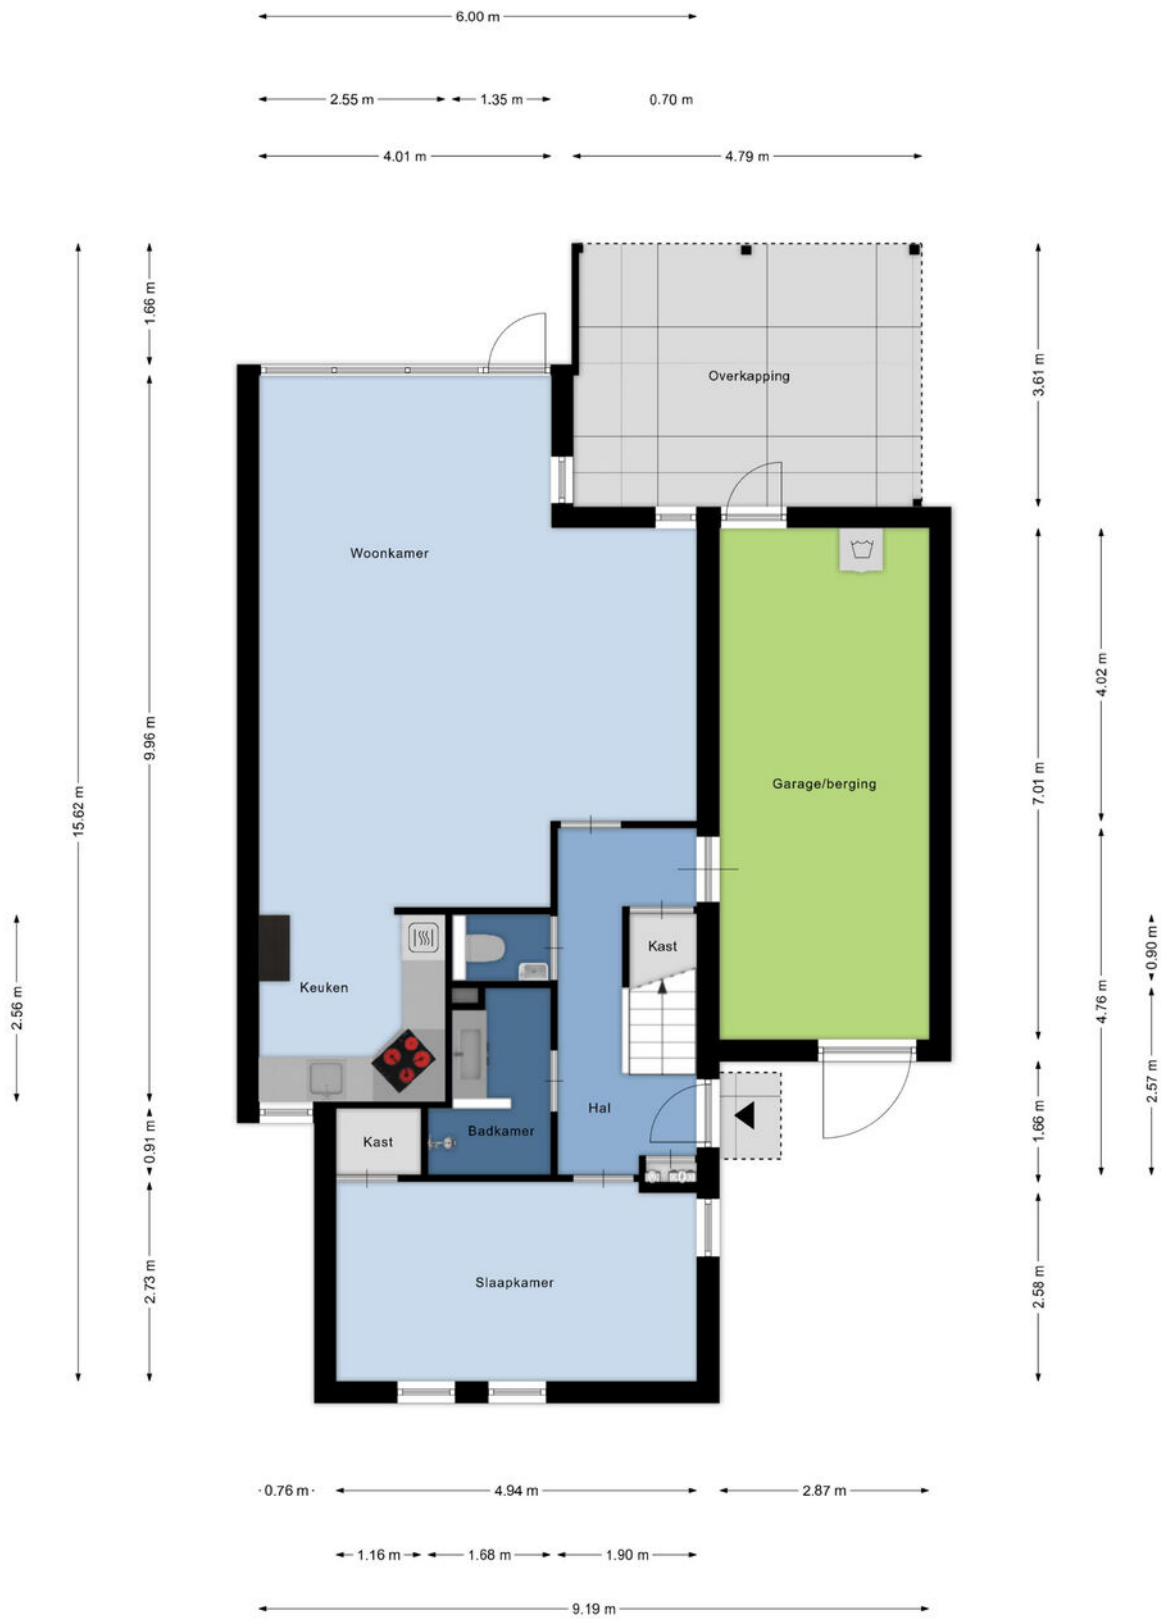 6.00 m
2.55 m
1.35 m
0.70 m
4.01 m
4.79 m
1.66 m
3.61 m
Overkapping
Woonkamer
4.02 m
9.96 m
7.01 m
Garage/berging
15.62 m
Kast
0.90 m
Keuken
2.56 m
4.76 m
2.57 m
Hal
1.66 m
Badkamer
Kast
0.91 m
Slaapkamer
2.73 m
2.58 m
0.76 m
4.94 m
2.87 m
1.16 m
1.68 m
1.90 m
9.19 m